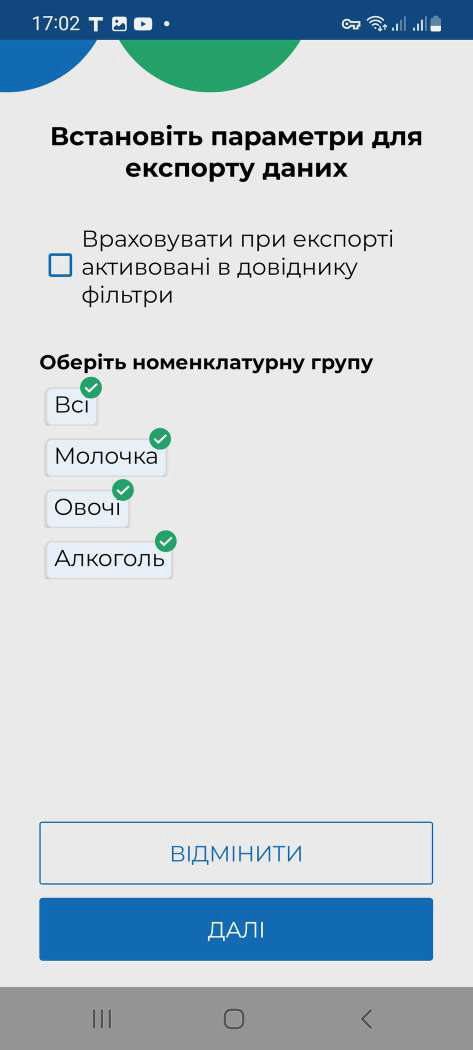 17:02
Встановіть параметри для
експорту даних
Враховувати при експорті
активовані в довіднику
фільтри
Оберіть номенклатурну групу
Всі
Молочка
Овочі
Алкоголь
ВІДМІНИТИ
ДАЛІ